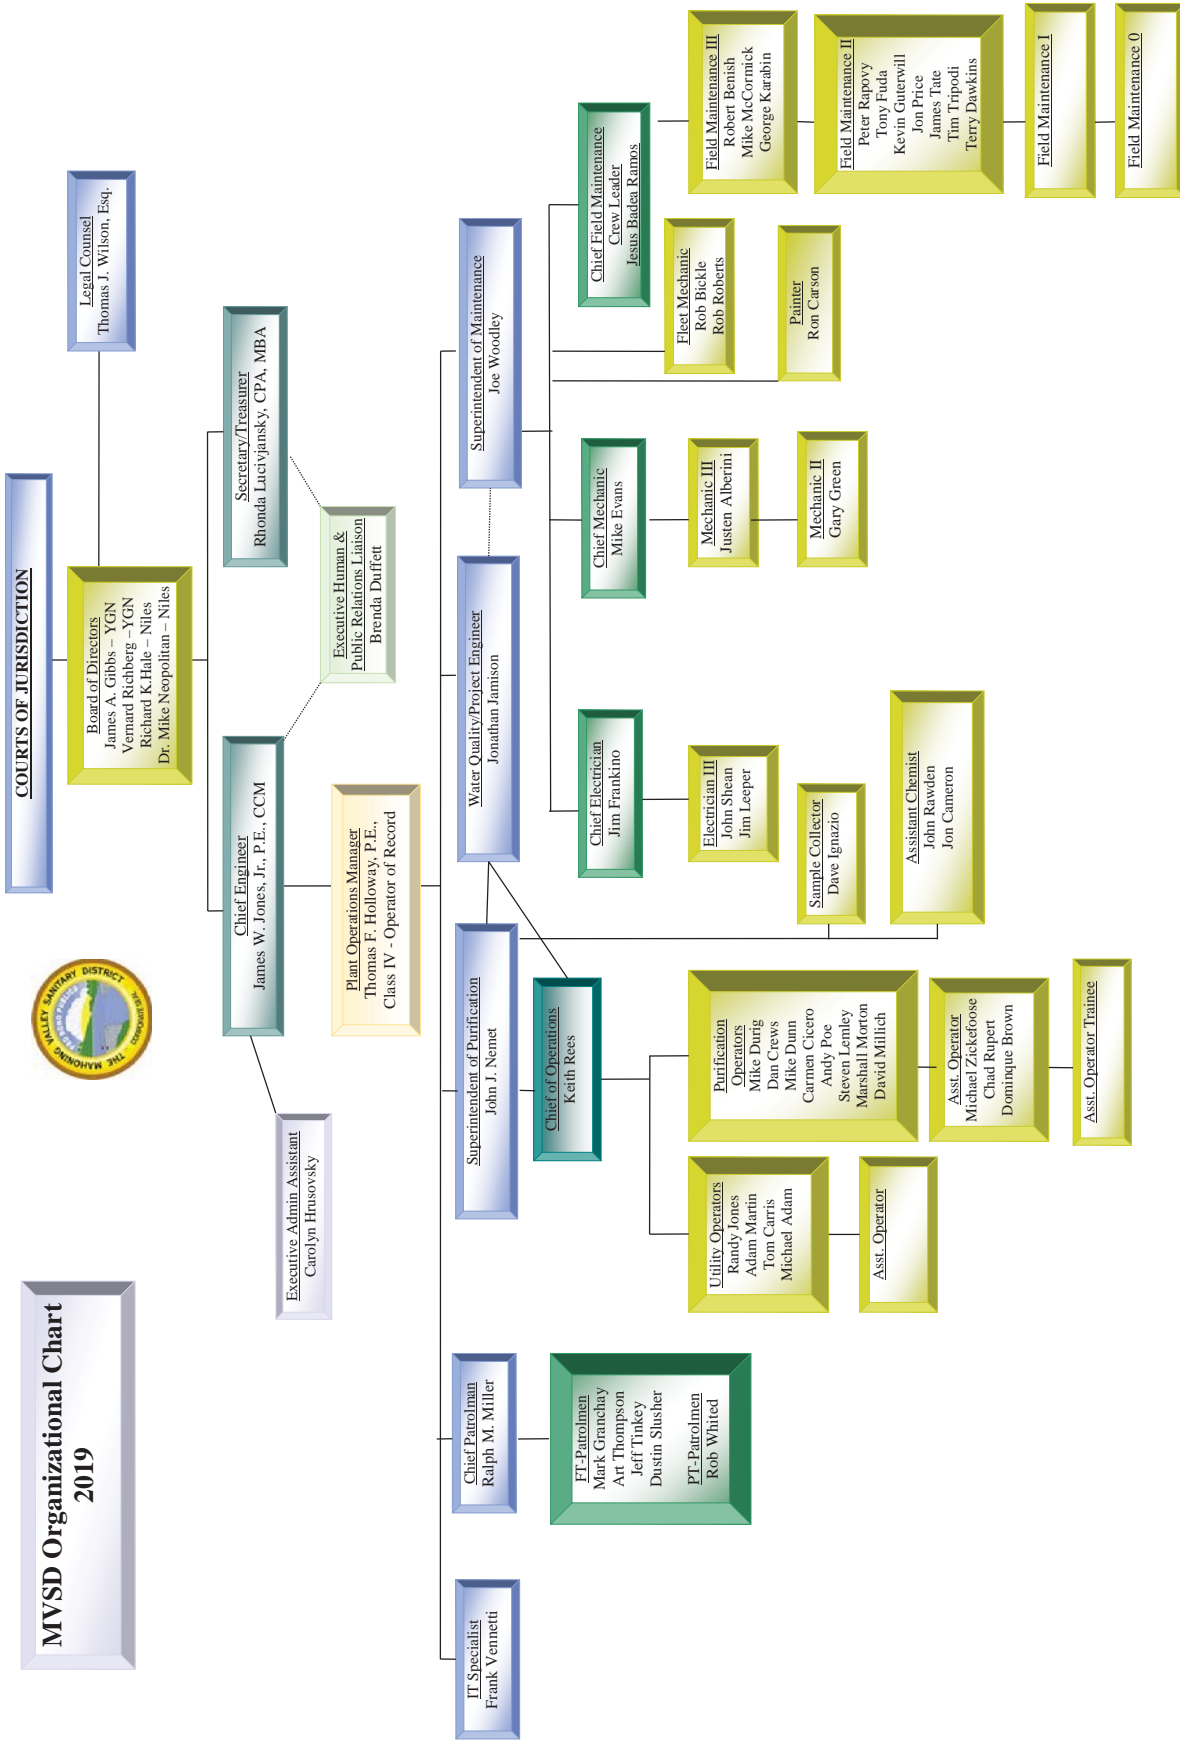 MVSD Organizational Chart
2019
THE MAHONING VALLEY SANITARY DISTRICT
COURTS OF JURISDICTION
Board of Directors
James A. Gibbs – YGN
Vernard Richberg –YGN
Richard K.Hale – Niles
Dr. Mike Neopolitan – Niles
Legal Counsel
Thomas J. Wilson, Esq.
Chief Engineer
James W. Jones, Jr., P.E., CCM
Secretary/Treasurer
Rhonda Lucivjansky, CPA, MBA
Executive Admin Assistant
Carolyn Hrusovsky
Executive Human &
Public Relations Liaison
Brenda Duffett
Plant Operations Manager
Thomas F. Holloway, P.E.,
Class IV - Operator of Record
IT Specialist
Frank Vennetti
Chief Patrolman
Ralph M. Miller
Superintendent of Purification
John J. Nemet
Water Quality/Project Engineer
Jonathan Jamison
Superintendent of Maintenance
Joe Woodley
FT-Patrolmen
Mark Granchay
Art Thompson
Jeff Tinkey
Dustin Slusher
PT-Patrolmen
Rob Whited
Chief of Operations
Keith Rees
Chief Electrician
Jim Frankino
Chief Mechanic
Mike Evans
Chief Field Maintenance
Crew Leader
Jesus Badea Ramos
Utility Operators
Randy Jones
Adam Martin
Tom Carris
Michael Adam
Asst. Operator
Purification
Operators
Mike Durig
Dan Crews
Mike Dunn
Carmen Cicero
Andy Poe
Steven Lemley
Marshall Morton
David Millich
Asst. Operator
Michael Zickefoose
Chad Rupert
Dominque Brown
Asst. Operator Trainee
Electrician III
John Shean
Jim Leeper
Sample Collector
Dave Ignazio
Assistant Chemist
John Rawden
Jon Cameron
Mechanic III
Justen Alberini
Mechanic II
Gary Green
Fleet Mechanic
Rob Bickle
Rob Roberts
Painter
Ron Carson
Field Maintenance III
Robert Benish
Mike McCormick
George Karabin
Field Maintenance II
Peter Rapovy
Tony Fuda
Kevin Guterwill
Jon Price
James Tate
Tim Tripodi
Terry Dawkins
Field Maintenance I
Field Maintenance 0